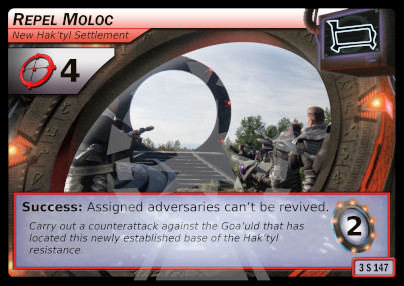 REPEL MOLOC
New Hak'tyl Settlement
4
Success: Assigned adversaries can't be revived.
Carry out a counterattack against the Goa'uld that has
located this newly established base of the Hak'tyl
resistance.
2
3 S 147